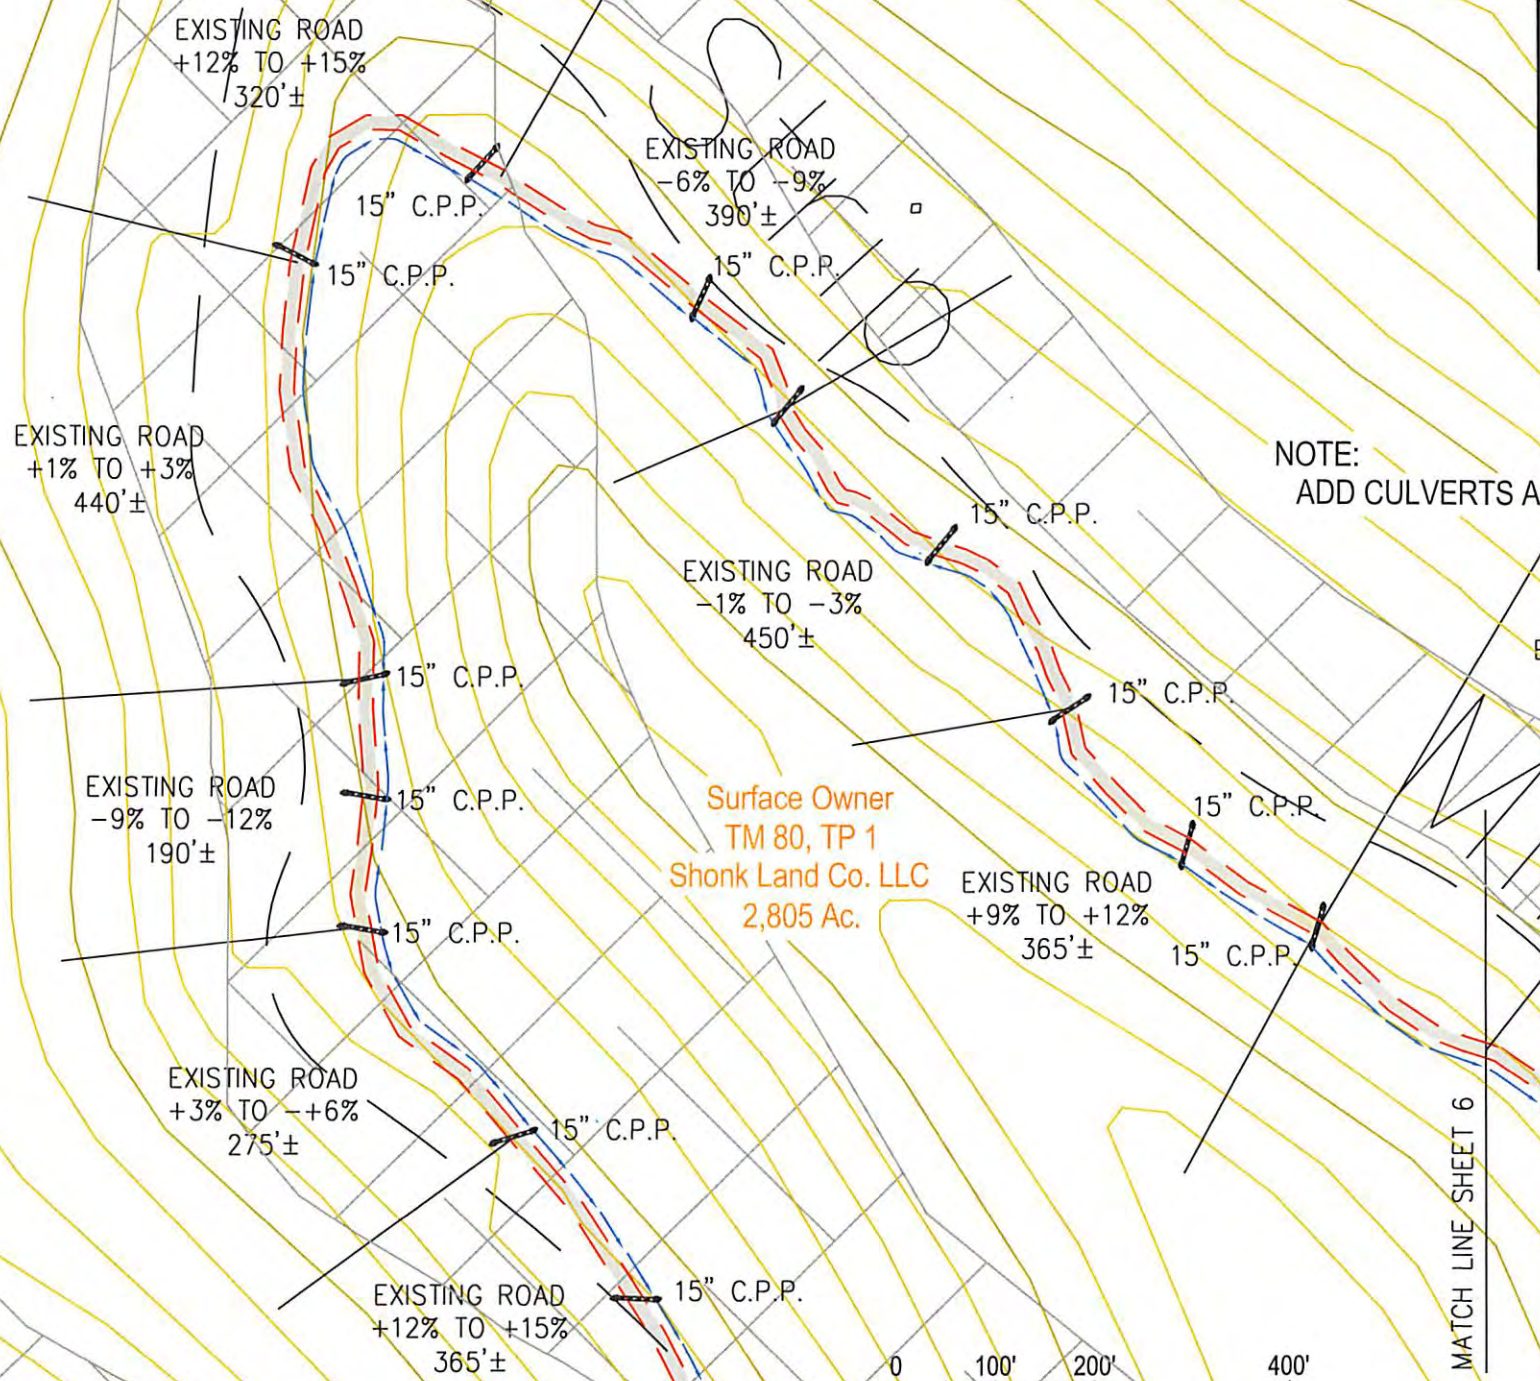 EXISTING ROAD
+12% TO +15%
320'±
EXISTING ROAD
-6% TO -9%
390'±
15" C.P.P.
15" C.P.P.
15" C.P.P.
EXISTING ROAD
+1% TO +3%
440'±
NOTE:
ADD CULVERTS A
15" C.P.P.
EXISTING ROAD
-1% TO -3%
450'±
15" C.P.P.
15" C.P.P.
EXISTING ROAD
-9% TO -12%
190'±
15" C.P.P.
Surface Owner
TM 80, TP 1
Shonk Land Co. LLC
2,805 Ac.
15" C.P.P.
EXISTING ROAD
+9% TO +12%
365'±
15" C.P.P.
15" C.P.P.
EXISTING ROAD
+3% TO -+6%
275'±
15" C.P.P.
EXISTING ROAD
+12% TO +15%
365'±
15" C.P.P.
MATCH LINE SHEET 6
0 100' 200' 400'